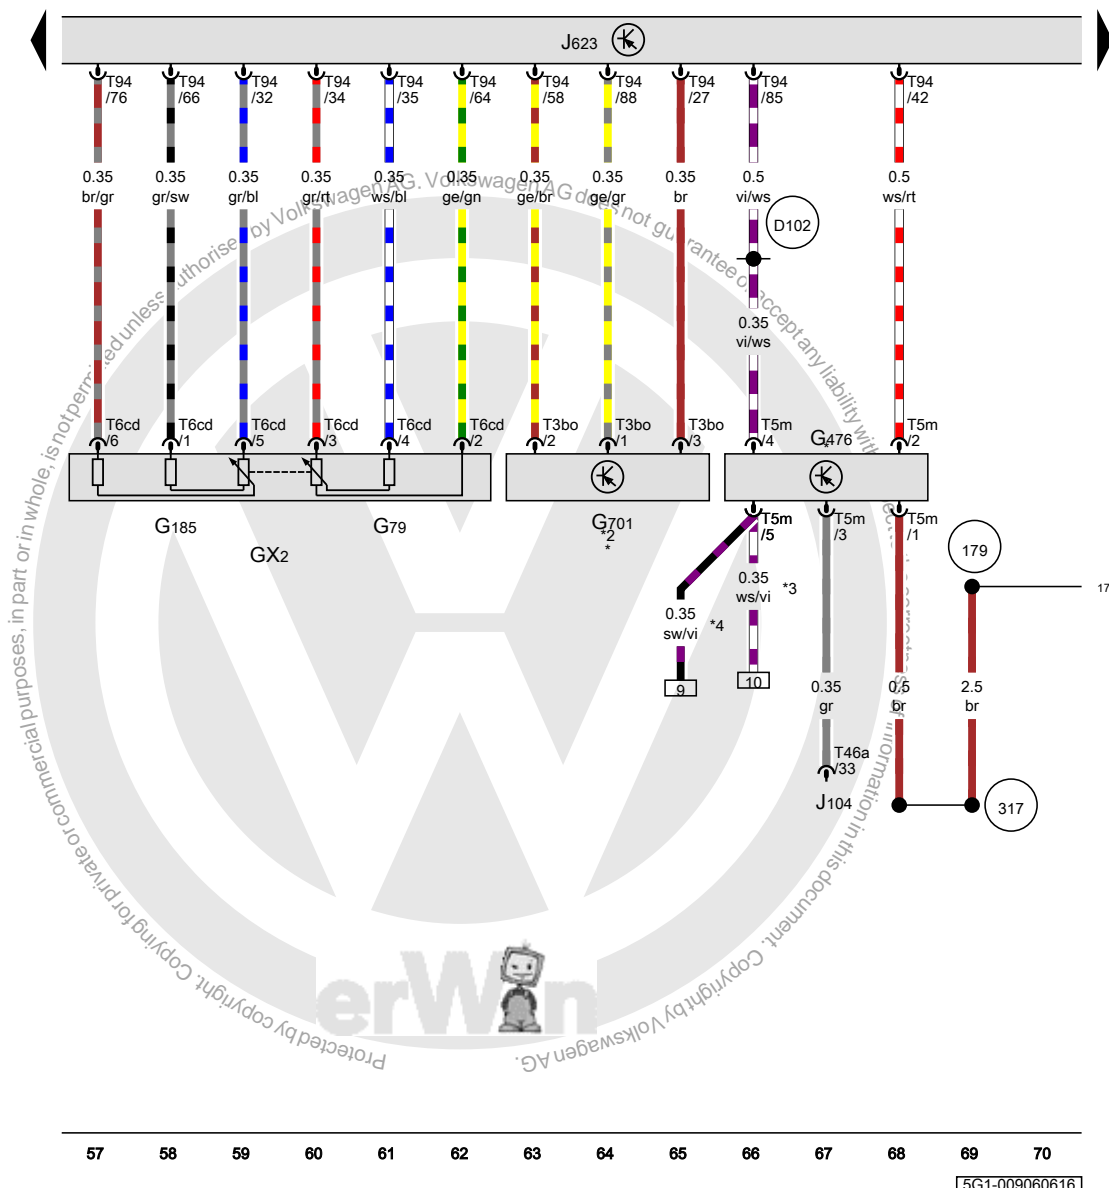 J623
T94 T94 T94 T94 T94 T94 T94 T94 T94 T94 T94
/76 /66 /32 /34 /35 /64 /58 /88 /27 /85 /42
0.35 0.35 0.35 0.35 0.35 0.35 0.35 0.35 0.35 0.5 0.5
br/gr gr/sw gr/bl gr/rt ws/bl ge/gn ge/br ge/gr br vi/ws ws/rt
D102
0.35
vi/ws
T6cd T6cd T6cd T6cd T6cd T6cd T3bo T3bo T3bo T5m T5m
/6 /1 /5 /3 /4 /2 /2 /1 /3 /4 /2
G476
*
G185 G79 G701
*2
*
GX2
T5m T5m T5m
/5 /3 /1
179
17
0.35
ws/vi *3
0.35
sw/vi *4
9 10
0.35 0.5 2.5
gr br br
T46a
/33
J104
317
Protected by copyright. Copying for private or commercial purposes, in part or in whole, is not permitted unless authorised by Volkswagen AG. Volkswagen AG does not guarantee or accept any liability with respect to the correctness of information in this document. Copyright by Volkswagen AG.
erWin
57 58 59 60 61 62 63 64 65 66 67 68 69 70
5G1-009060616